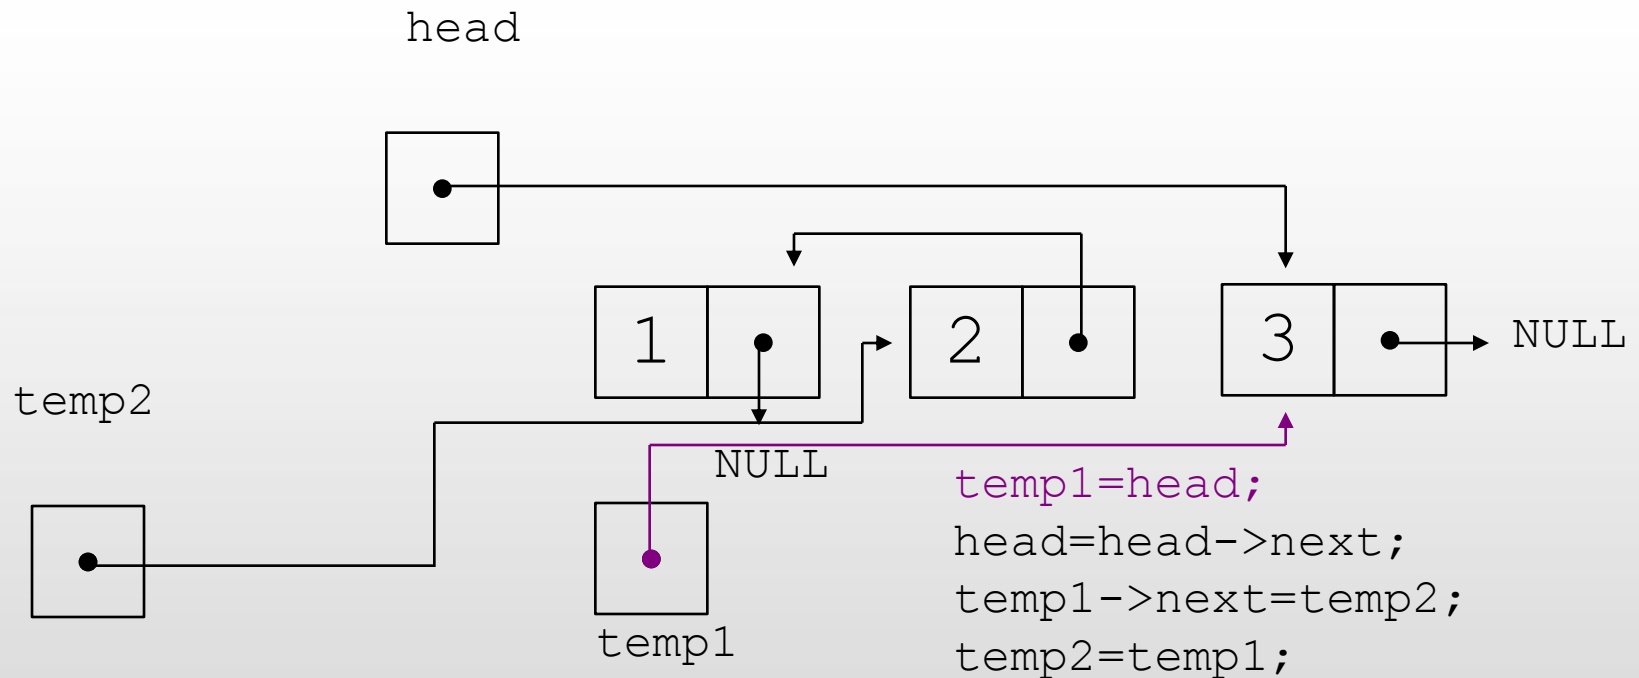 head
1 2 3 NULL
temp2
NULL
temp1=head;
head=head->next;
temp1->next=temp2;
temp1
temp2=temp1;